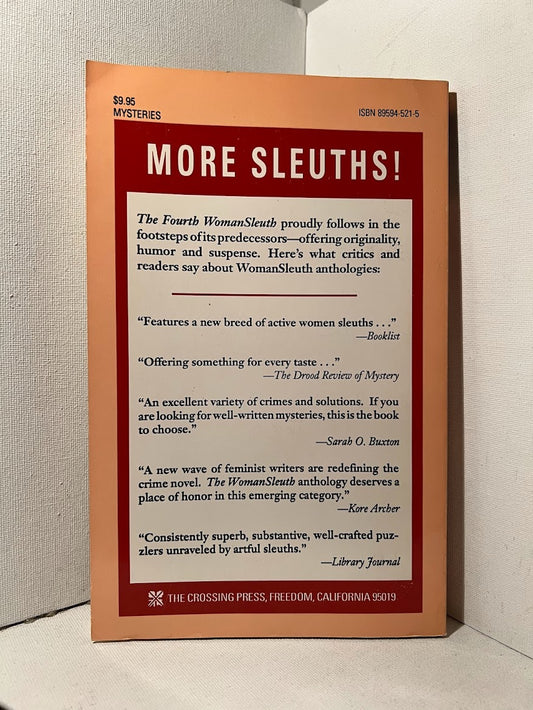 $9.95
MYSTERIES
ISBN 89594-521-5
MORE SLEUTHS!
The Fourth WomanSleuth proudly follows in the
footsteps of its predecessors—offering originality,
humor and suspense. Here's what critics and
readers say about WomanSleuth anthologies:
“Features a new breed of active women sleuths . . .”
—Booklist
“Offering something for every taste . . .”
—The Drood Review of Mystery
“An excellent variety of crimes and solutions. If you
are looking for well-written mysteries, this is the book
to choose.”
—Sarah O. Buxton
“A new wave of feminist writers are redefining the
crime novel. The WomanSleuth anthology deserves a
place of honor in this emerging category.”
—Kore Archer
“Consistently superb, substantive, well-crafted puz-
zlers unraveled by artful sleuths.”
—Library Journal
THE CROSSING PRESS, FREEDOM, CALIFORNIA 95019